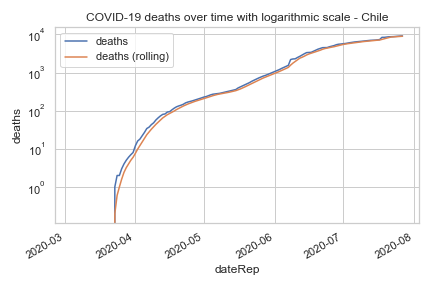 COVID-19 deaths over time with logarithmic scale - Chile
deaths
deaths (rolling)
10⁴
10³
10²
10¹
10⁰
deaths
2020-03
2020-04
2020-05
2020-06
2020-07
2020-08
dateRep